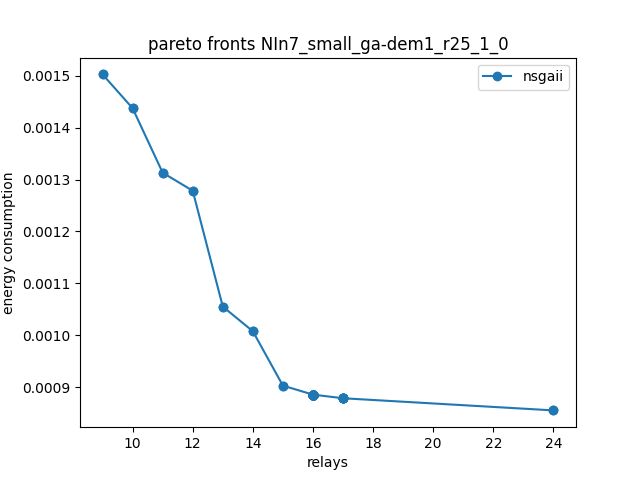 pareto fronts NIn7_small_ga-dem1_r25_1_0
nsgaii
0.0015
0.0014
0.0013
0.0012
0.0011
0.0010
0.0009
energy consumption
10 12 14 16 18 20 22 24
relays